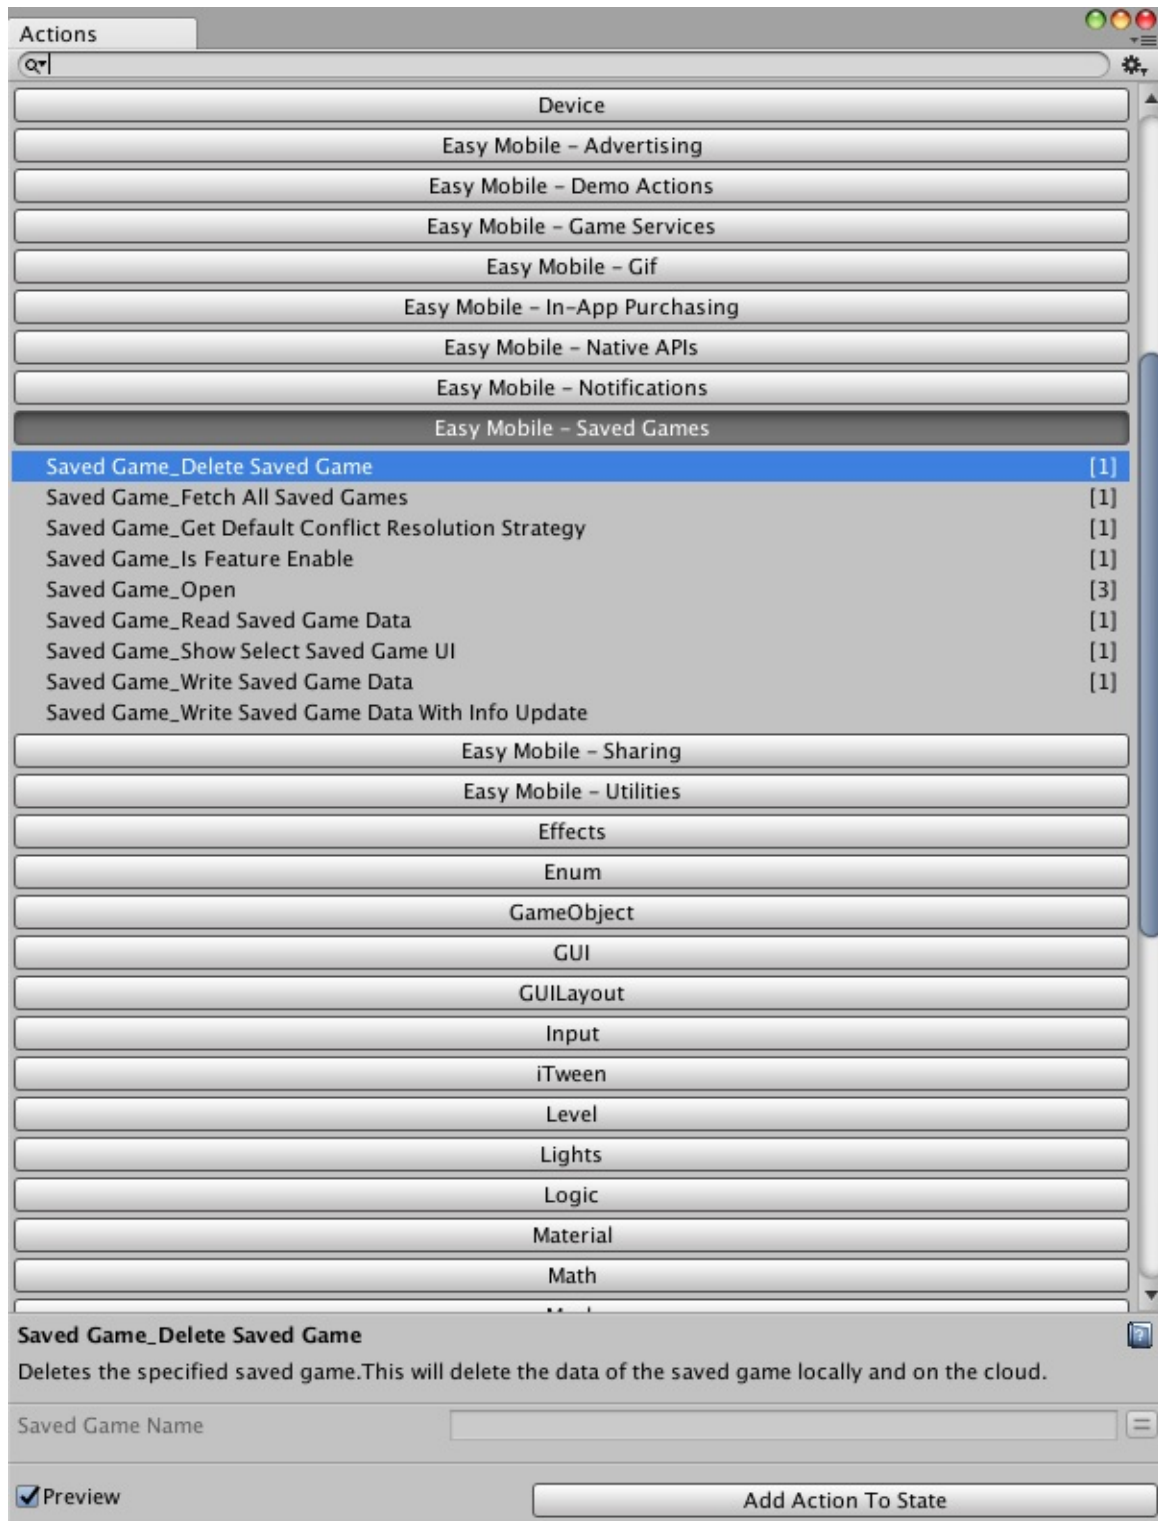 Actions
Device
Easy Mobile – Advertising
Easy Mobile – Demo Actions
Easy Mobile – Game Services
Easy Mobile – Gif
Easy Mobile – In-App Purchasing
Easy Mobile – Native APIs
Easy Mobile – Notifications
Easy Mobile – Saved Games
Saved Game_Delete Saved Game [1]
Saved Game_Fetch All Saved Games [1]
Saved Game_Get Default Conflict Resolution Strategy [1]
Saved Game_Is Feature Enable [1]
Saved Game_Open [3]
Saved Game_Read Saved Game Data [1]
Saved Game_Show Select Saved Game UI [1]
Saved Game_Write Saved Game Data [1]
Saved Game_Write Saved Game Data With Info Update
Easy Mobile – Sharing
Easy Mobile – Utilities
Effects
Enum
GameObject
GUI
GUILayout
Input
iTween
Level
Lights
Logic
Material
Math
Saved Game_Delete Saved Game
Deletes the specified saved game.This will delete the data of the saved game locally and on the cloud.
Saved Game Name
Preview
Add Action To State